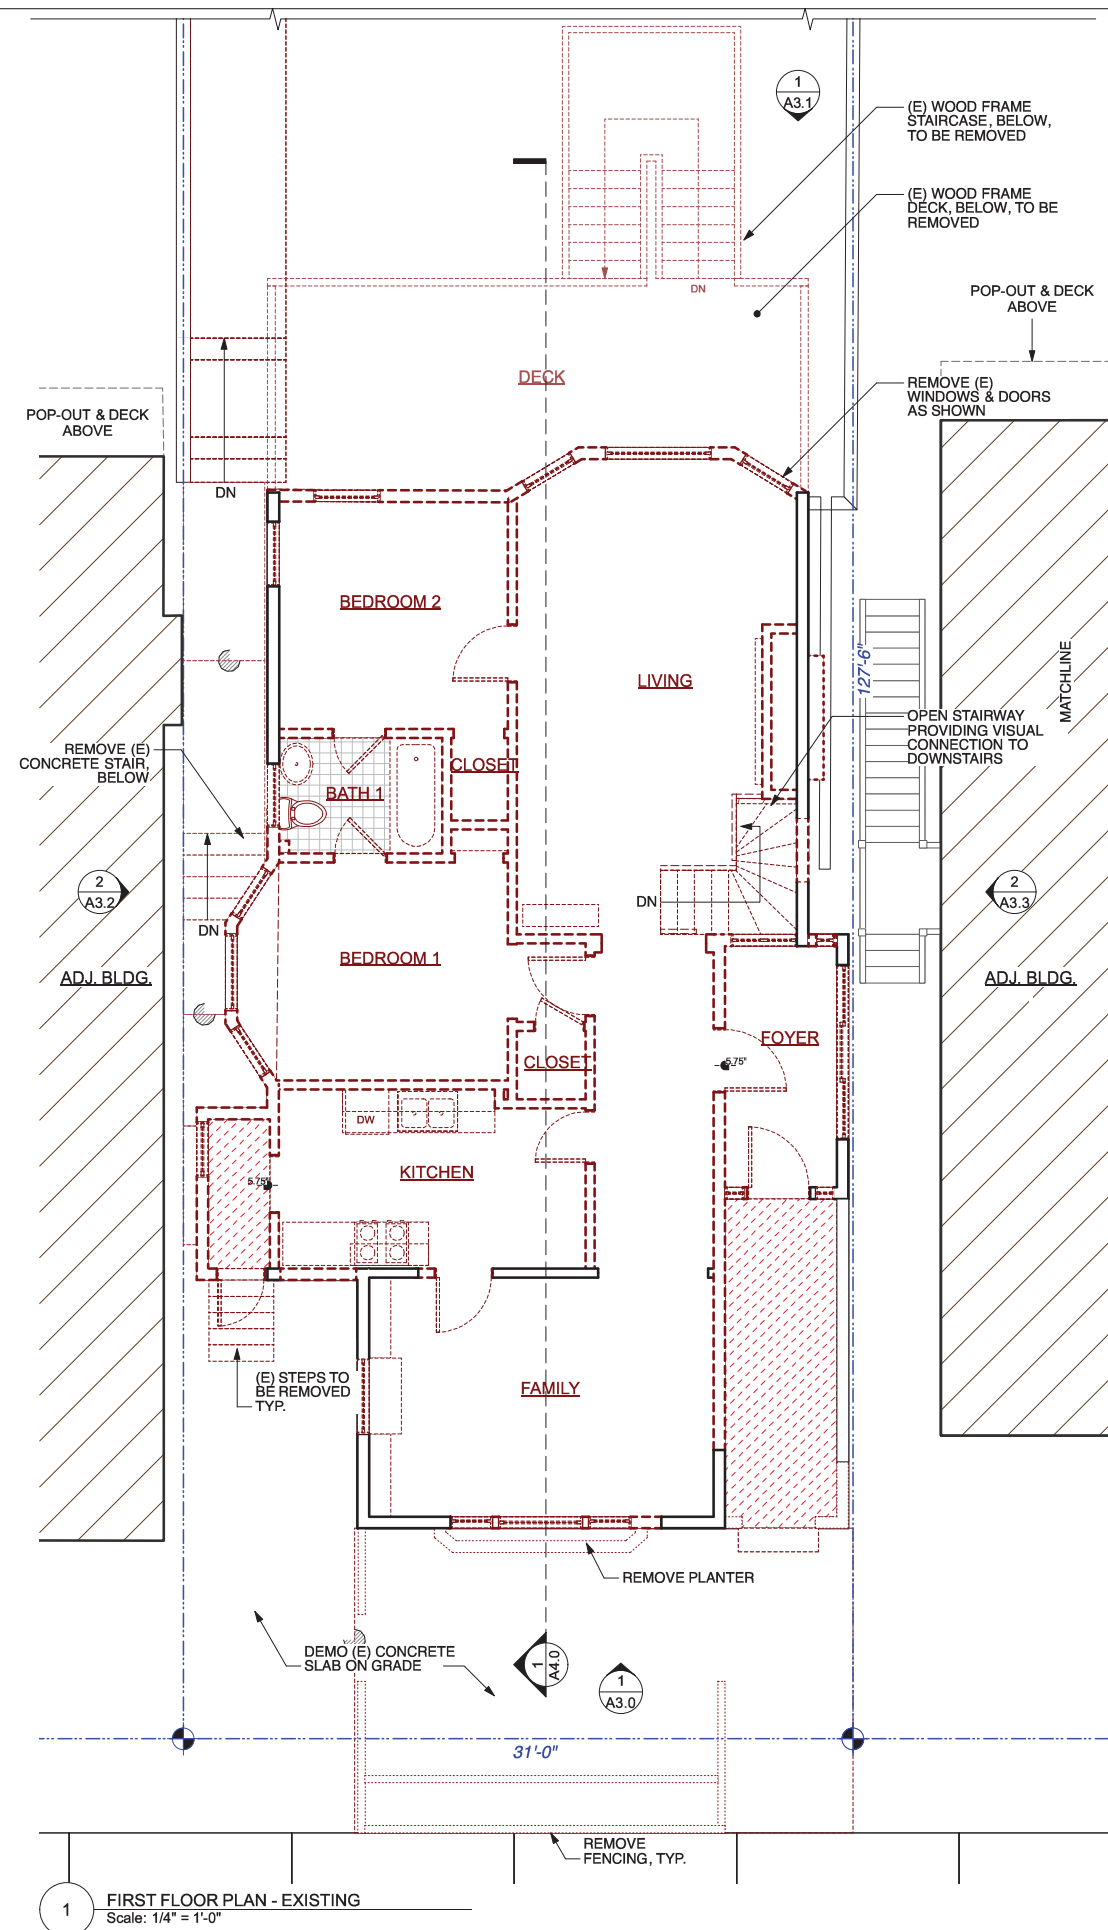 1
A3.1
(E) WOOD FRAME
STAIRCASE, BELOW,
TO BE REMOVED
(E) WOOD FRAME
DECK, BELOW, TO BE
REMOVED
DN
POP-OUT & DECK
ABOVE
DECK
REMOVE (E)
WINDOWS & DOORS
AS SHOWN
POP-OUT & DECK
ABOVE
DN
BEDROOM 2
LIVING
127'-6"
MATCHLINE
OPEN STAIRWAY
PROVIDING VISUAL
CONNECTION TO
DOWNSTAIRS
REMOVE (E)
CONCRETE STAIR,
BELOW
CLOSET
BATH 1
2
A3.2
2
A3.3
DN
DN
BEDROOM 1
ADJ. BLDG.
ADJ. BLDG.
FOYER
CLOSET
5.75"
DW
KITCHEN
5.75"
(E) STEPS TO
BE REMOVED
TYP.
FAMILY
REMOVE PLANTER
DEMO (E) CONCRETE
SLAB ON GRADE
1
A4.0
1
A3.0
31'-0"
REMOVE
FENCING, TYP.
1
FIRST FLOOR PLAN - EXISTING
Scale: 1/4" = 1'-0"